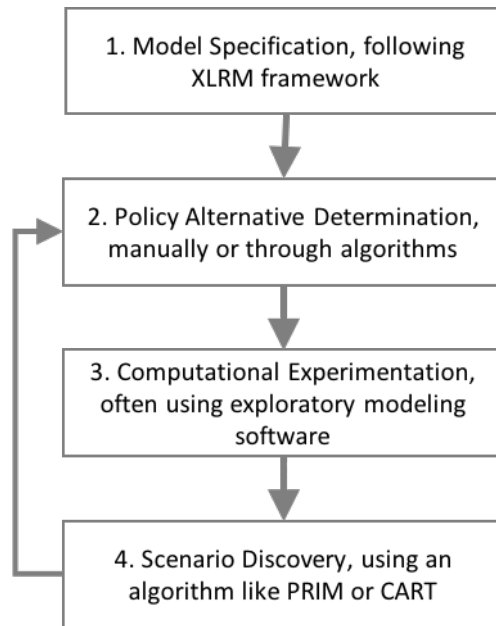 1. Model Specification, following
XLRM framework
2. Policy Alternative Determination,
manually or through algorithms
3. Computational Experimentation,
often using exploratory modeling
software
4. Scenario Discovery, using an
algorithm like PRIM or CART